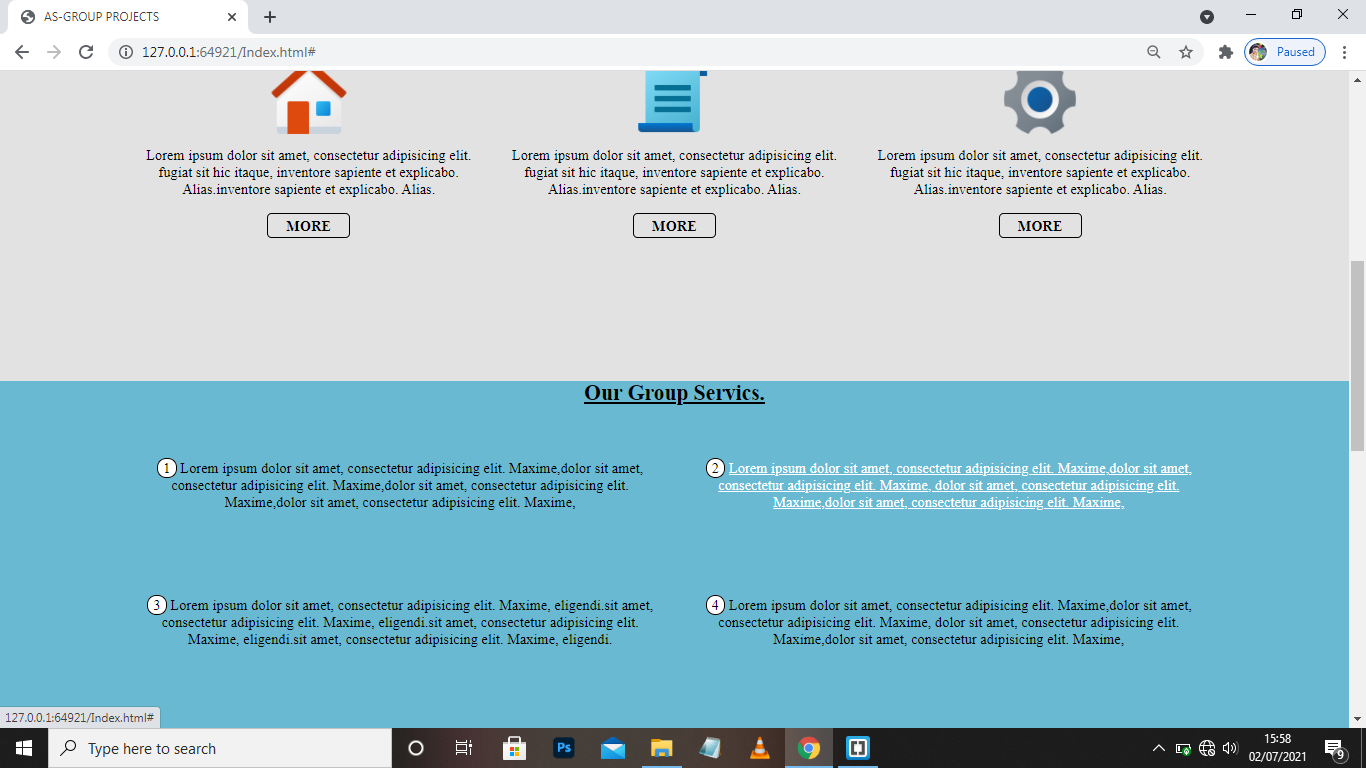 AS-GROUP PROJECTS
127.0.0.1:64921/Index.html#
Paused
Lorem ipsum dolor sit amet, consectetur adipisicing elit.
fugiat sit hic itaque, inventore sapiente et explicabo.
Alias.inventore sapiente et explicabo. Alias.
MORE
Lorem ipsum dolor sit amet, consectetur adipisicing elit.
fugiat sit hic itaque, inventore sapiente et explicabo.
Alias.inventore sapiente et explicabo. Alias.
MORE
Lorem ipsum dolor sit amet, consectetur adipisicing elit.
fugiat sit hic itaque, inventore sapiente et explicabo.
Alias.inventore sapiente et explicabo. Alias.
MORE
Our Group Servics.
1 Lorem ipsum dolor sit amet, consectetur adipisicing elit. Maxime,dolor sit amet,
consectetur adipisicing elit. Maxime,dolor sit amet, consectetur adipisicing elit.
Maxime,dolor sit amet, consectetur adipisicing elit. Maxime,
2 Lorem ipsum dolor sit amet, consectetur adipisicing elit. Maxime,dolor sit amet,
consectetur adipisicing elit. Maxime, dolor sit amet, consectetur adipisicing elit.
Maxime,dolor sit amet, consectetur adipisicing elit. Maxime,
3 Lorem ipsum dolor sit amet, consectetur adipisicing elit. Maxime, eligendi.sit amet,
consectetur adipisicing elit. Maxime, eligendi.sit amet, consectetur adipisicing elit.
Maxime, eligendi.sit amet, consectetur adipisicing elit. Maxime, eligendi.
4 Lorem ipsum dolor sit amet, consectetur adipisicing elit. Maxime,dolor sit amet,
consectetur adipisicing elit. Maxime, dolor sit amet, consectetur adipisicing elit.
Maxime,dolor sit amet, consectetur adipisicing elit. Maxime,
127.0.0.1:64921/Index.html#
Type here to search
Ps
15:58
02/07/2021
9